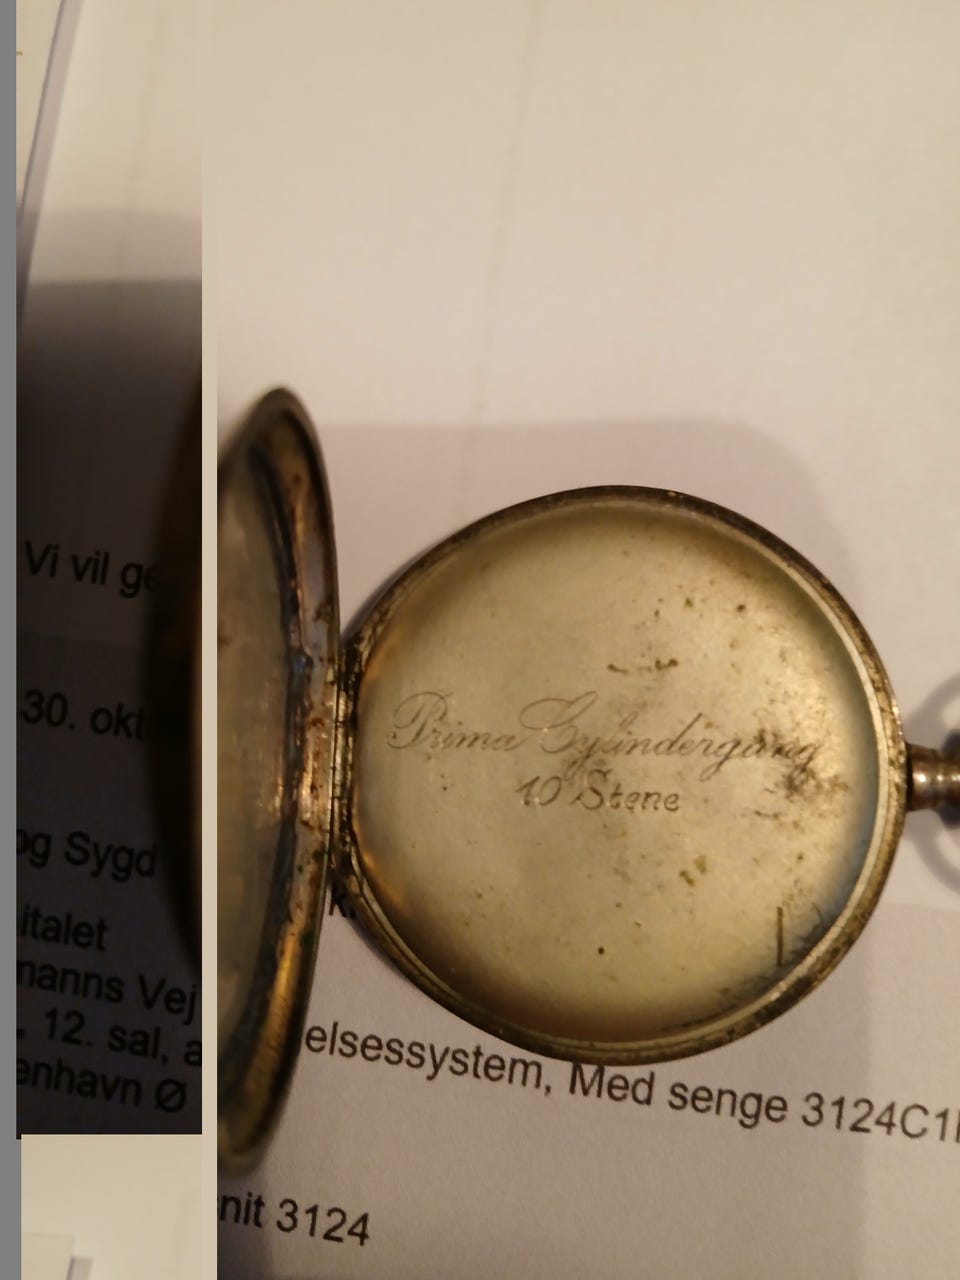 Vi vil
30. okt
og Sygd
italet
manns Vej
12. sal, a
enhavn Ø
Prima Cylindergang
10 Stene
k.
elsessystem, Med senge 3124C1
nit 3124